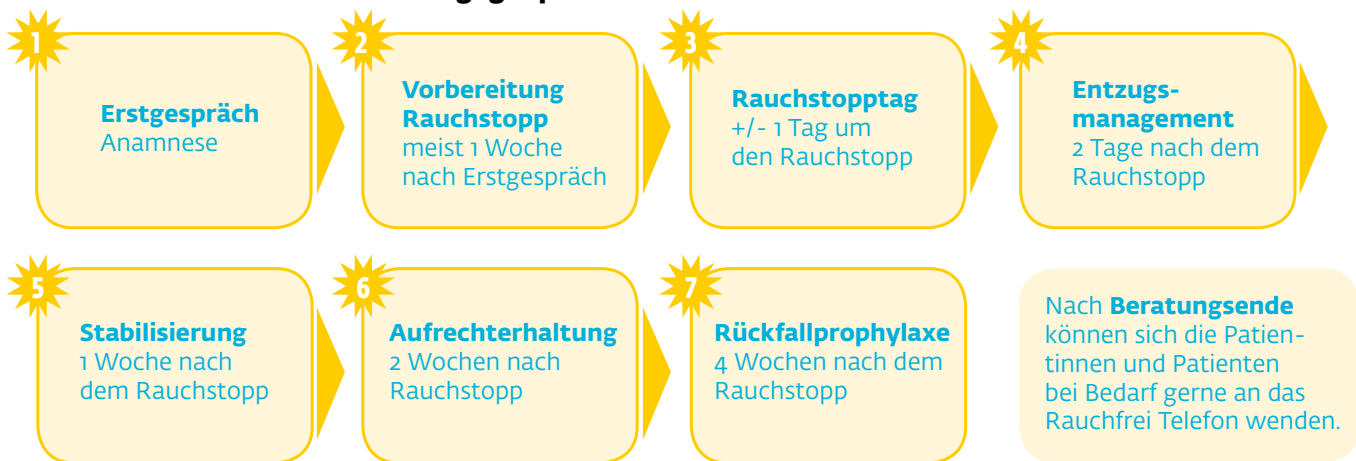 1
Erstgespräch
Anamnese
2
Vorbereitung
Rauchstopp
meist 1 Woche
nach Erstgespräch
3
Rauchstopptag
+/- 1 Tag um
den Rauchstopp
4
Entzugs-
management
2 Tage nach dem
Rauchstopp
5
Stabilisierung
1 Woche nach
dem Rauchstopp
6
Aufrechterhaltung
2 Wochen nach
Rauchstopp
7
Rückfallprophylaxe
4 Wochen nach dem
Rauchstopp
Nach Beratungsende
können sich die Patien-
tinnen und Patienten
bei Bedarf gerne an das
Rauchfrei Telefon wenden.